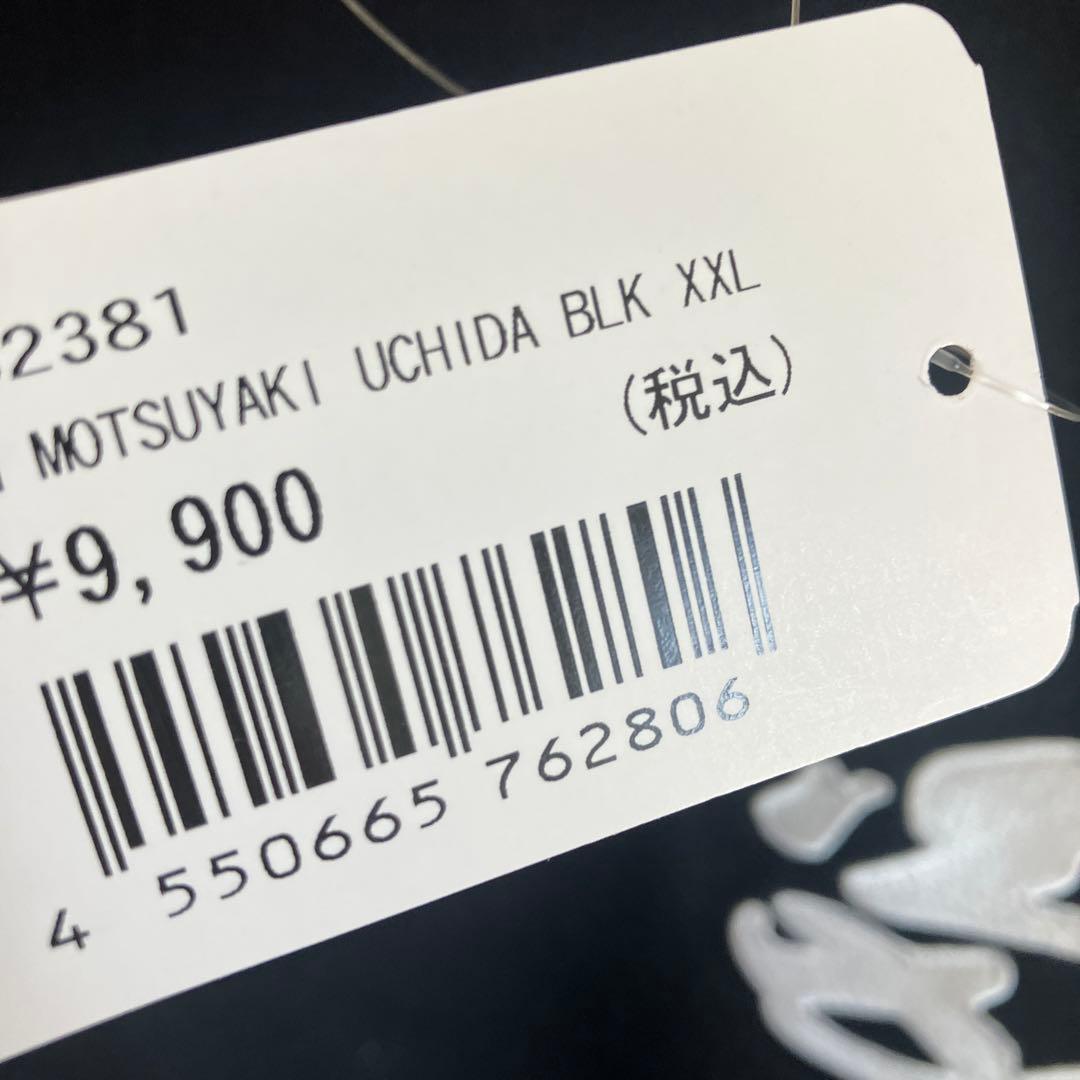 2381
MOTSUYAKI UCHIDA BLK XXL
¥9,900 (税込)
4 550665 762806